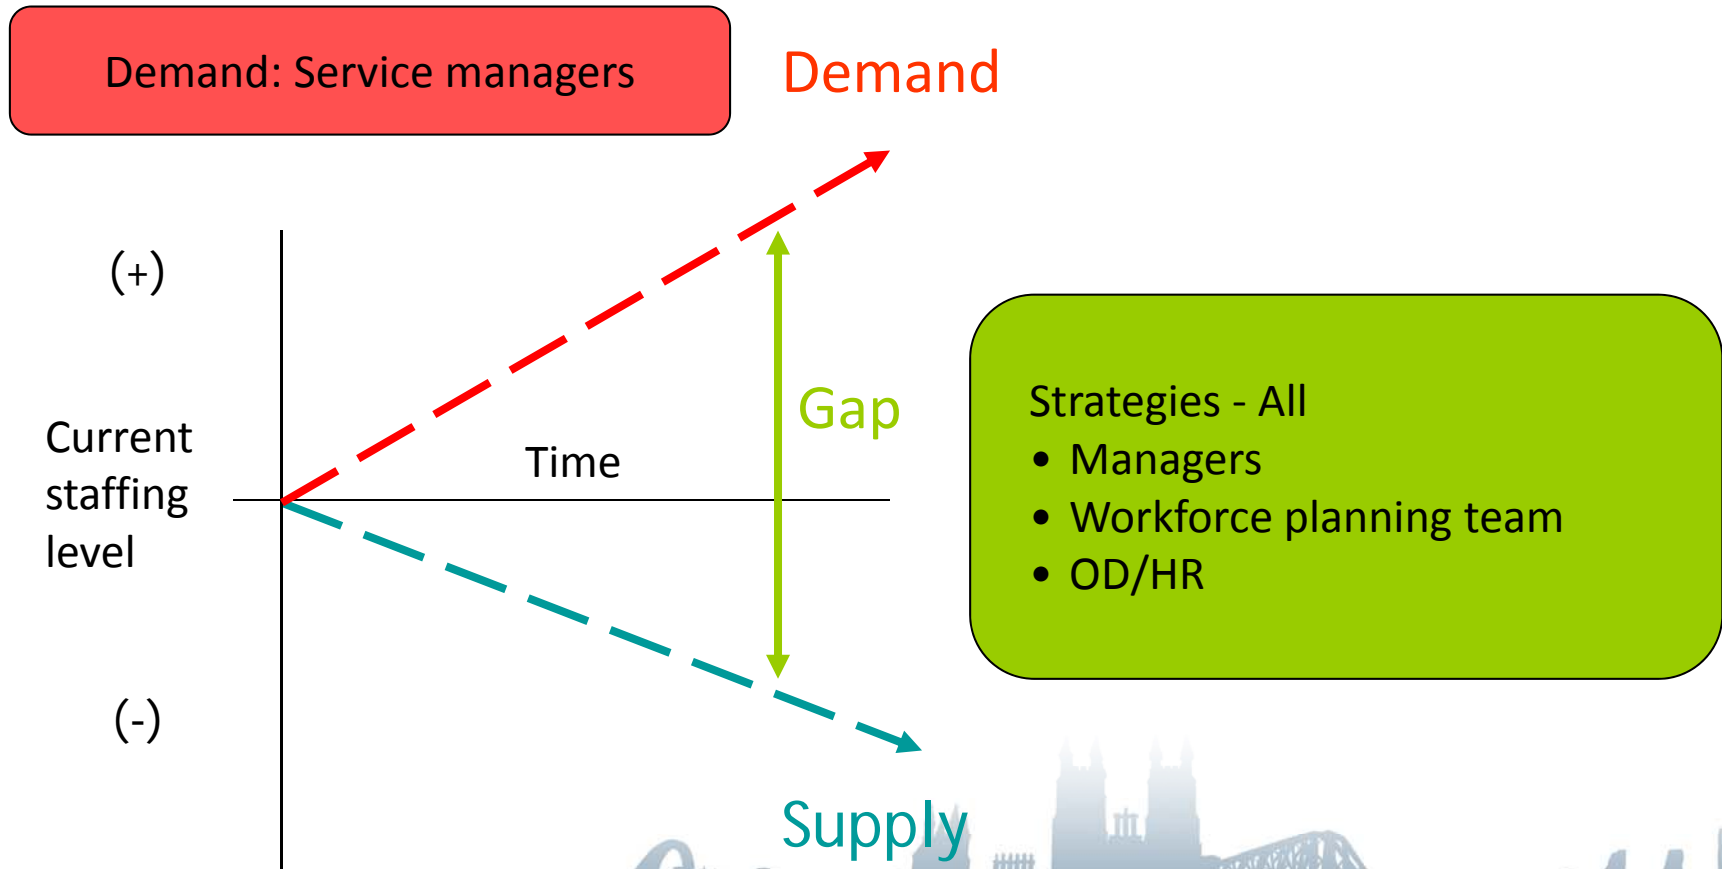 Demand: Service managers
Demand
(+)
Gap
Current
staffing
level
Time
Strategies - All
• Managers
• Workforce planning team
• OD/HR
(-)
Supply